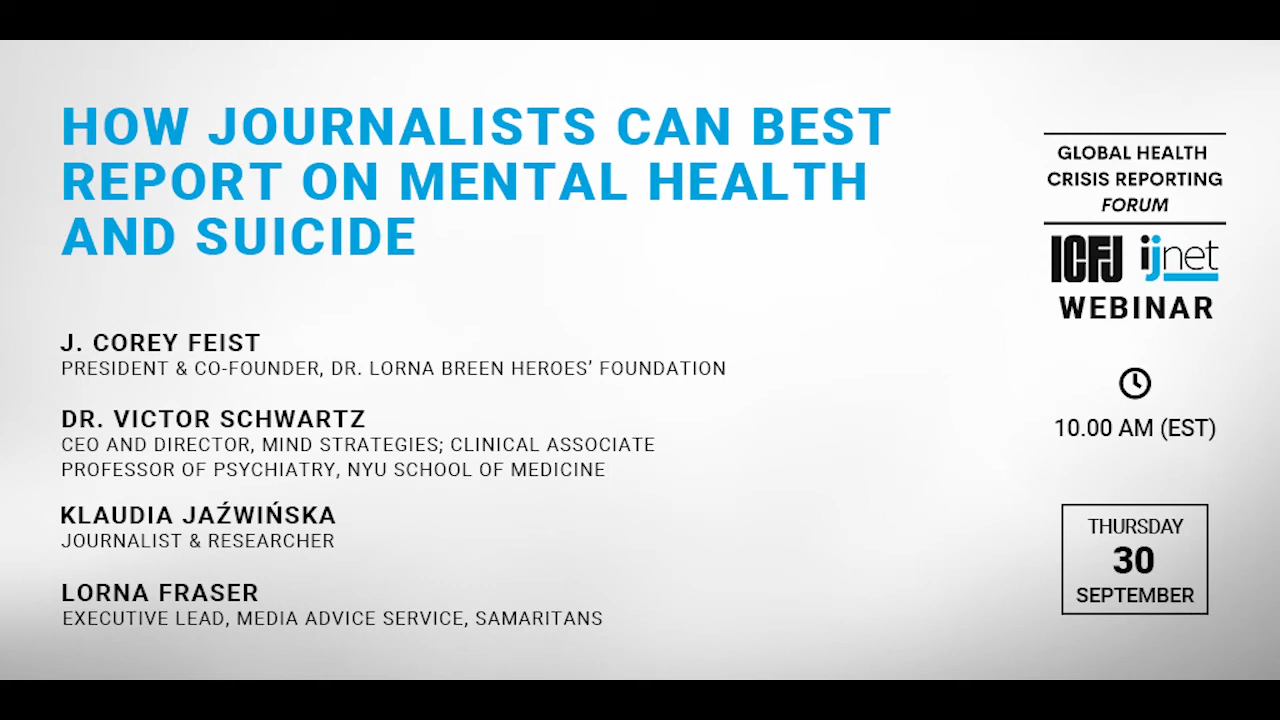 HOW JOURNALISTS CAN BEST
REPORT ON MENTAL HEALTH
AND SUICIDE
J. COREY FEIST
PRESIDENT & CO-FOUNDER, DR. LORNA BREEN HEROES’ FOUNDATION
DR. VICTOR SCHWARTZ
CEO AND DIRECTOR, MIND STRATEGIES; CLINICAL ASSOCIATE
PROFESSOR OF PSYCHIATRY, NYU SCHOOL OF MEDICINE
KLAUDIA JAŹWIŃSKA
JOURNALIST & RESEARCHER
LORNA FRASER
EXECUTIVE LEAD, MEDIA ADVICE SERVICE, SAMARITANS
GLOBAL HEALTH
CRISIS REPORTING
FORUM
ICFJ ijnet
WEBINAR
10.00 AM (EST)
THURSDAY
30
SEPTEMBER